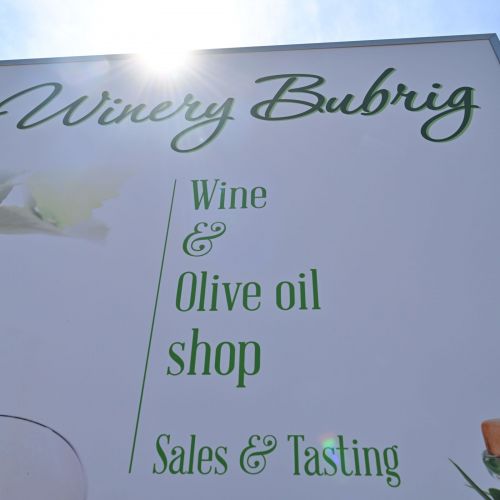 Winery Bubrig
Wine
&
Olive oil
shop
Sales & Tasting